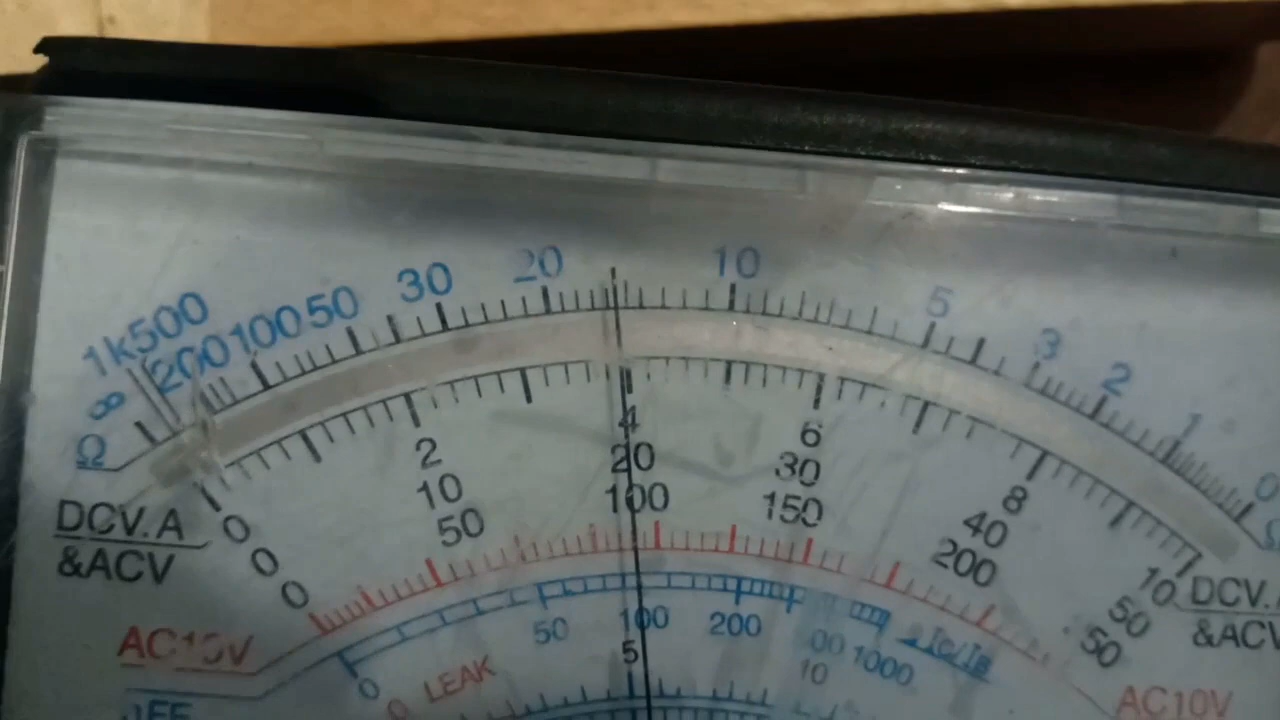 Ω ∞ 1k 500 200 100 50 30 20 10 5 3 2 1 0
DCV.A
&ACV
0 2 4 6 8 10
0 10 20 30 40 50
0 50 100 150 200
DCV.
&ACV
AC10V
AC10V
0 50 100 200 1000
LEAK
0 5 10